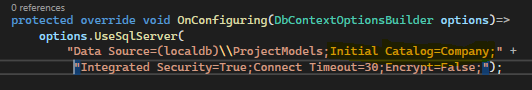 0 references
protected override void OnConfiguring(DbContextOptionsBuilder options)=>
options.UseSqlServer(
"Data Source=(localdb)\\ProjectModels;Initial Catalog=Company;" +
"Integrated Security=True;Connect Timeout=30;Encrypt=False;");